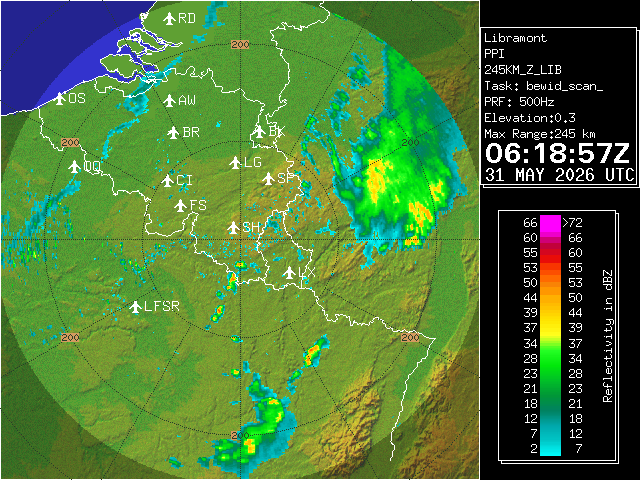 RD
200
OS
AW
BR
BK
200
QQ
LG
CI
SP
FS
SH
LX
LFSR
200
200
200
Libramont
PPI
245KM_Z_LIB
Task: bewid_scan_
PRF: 500Hz
Elevation:0.3
Max Range:245 km
06:18:57Z
31 MAY 2026 UTC
66 >72
60 66
55 60
53 55
50 53
44 50
39 44
37 39
34 37
28 34
23 28
21 23
18 21
12 18
7 12
2 7
Reflectivity in dBZ